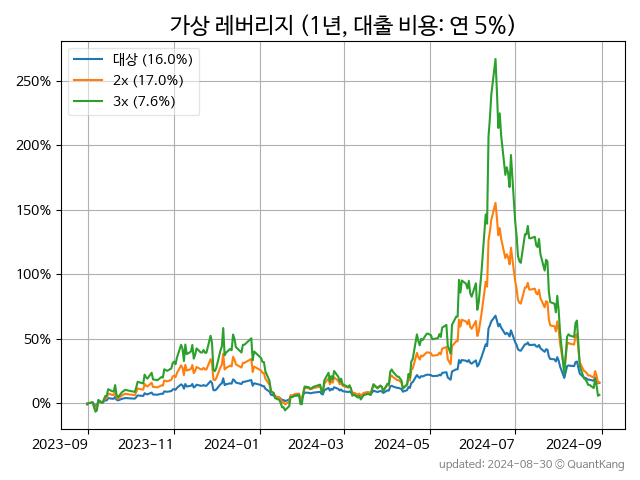 가상 레버리지 (1년, 대출 비용: 연 5%)
대상 (16.0%)
2x (17.0%)
3x (7.6%)
250%
200%
150%
100%
50%
0%
2023-09 2023-11 2024-01 2024-03 2024-05 2024-07 2024-09
updated: 2024-08-30 © QuantKang